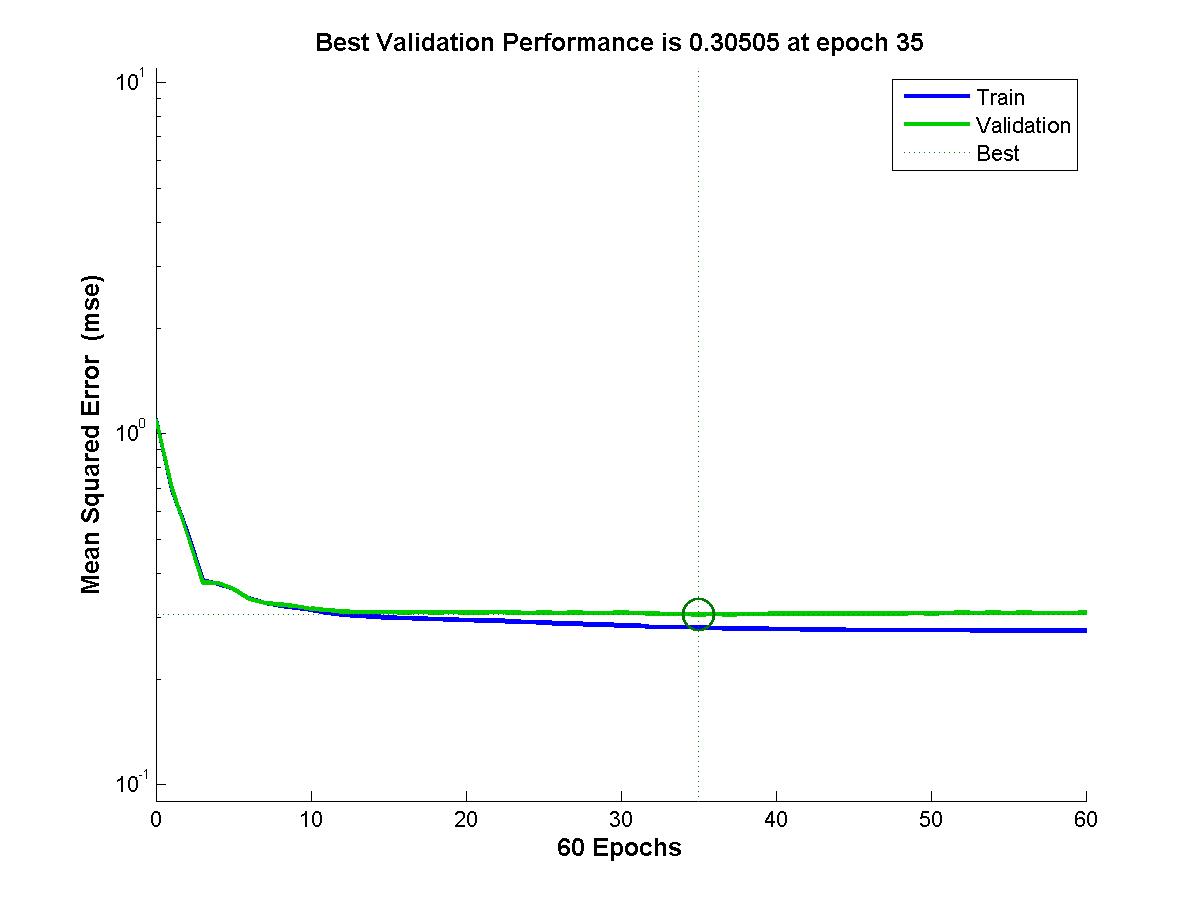 Best Validation Performance is 0.30505 at epoch 35
Train
Validation
Best
Mean Squared Error (mse)
10^1
10^0
10^-1
0 10 20 30 40 50 60
60 Epochs